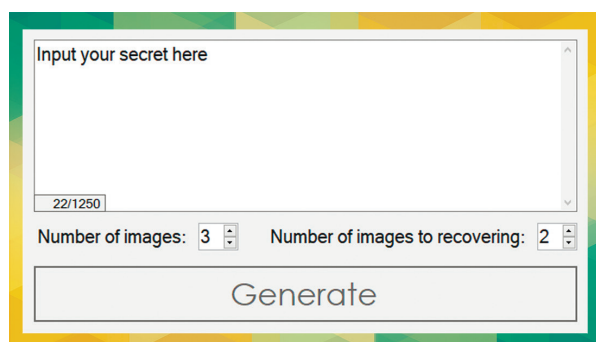 Input your secret here
22/1250
Number of images: 3 Number of images to recovering: 2
Generate